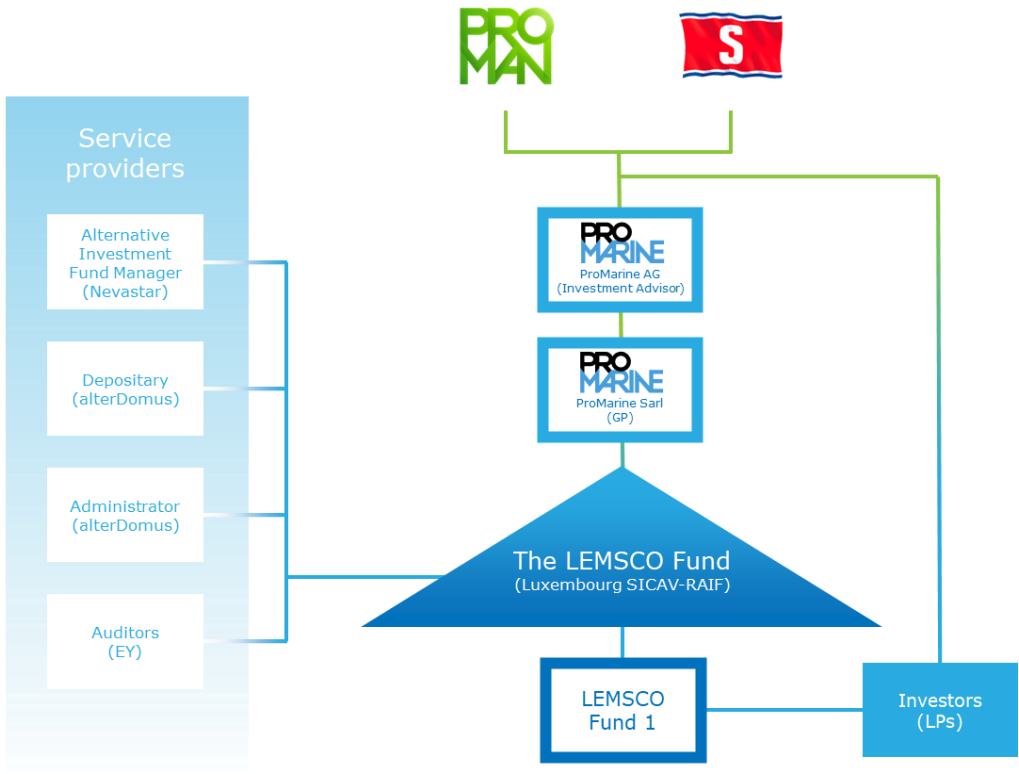 PRO
MAN
S
Service
providers
Alternative
Investment
Fund Manager
(Nevastar)
Depositary
(alterDomus)
Administrator
(alterDomus)
Auditors
(EY)
PRO
MARINE
ProMarine AG
(Investment Advisor)
PRO
MARINE
ProMarine Sarl
(GP)
The LEMSCO Fund
(Luxembourg SICAV-RAIF)
LEMSCO
Fund 1
Investors
(LPs)